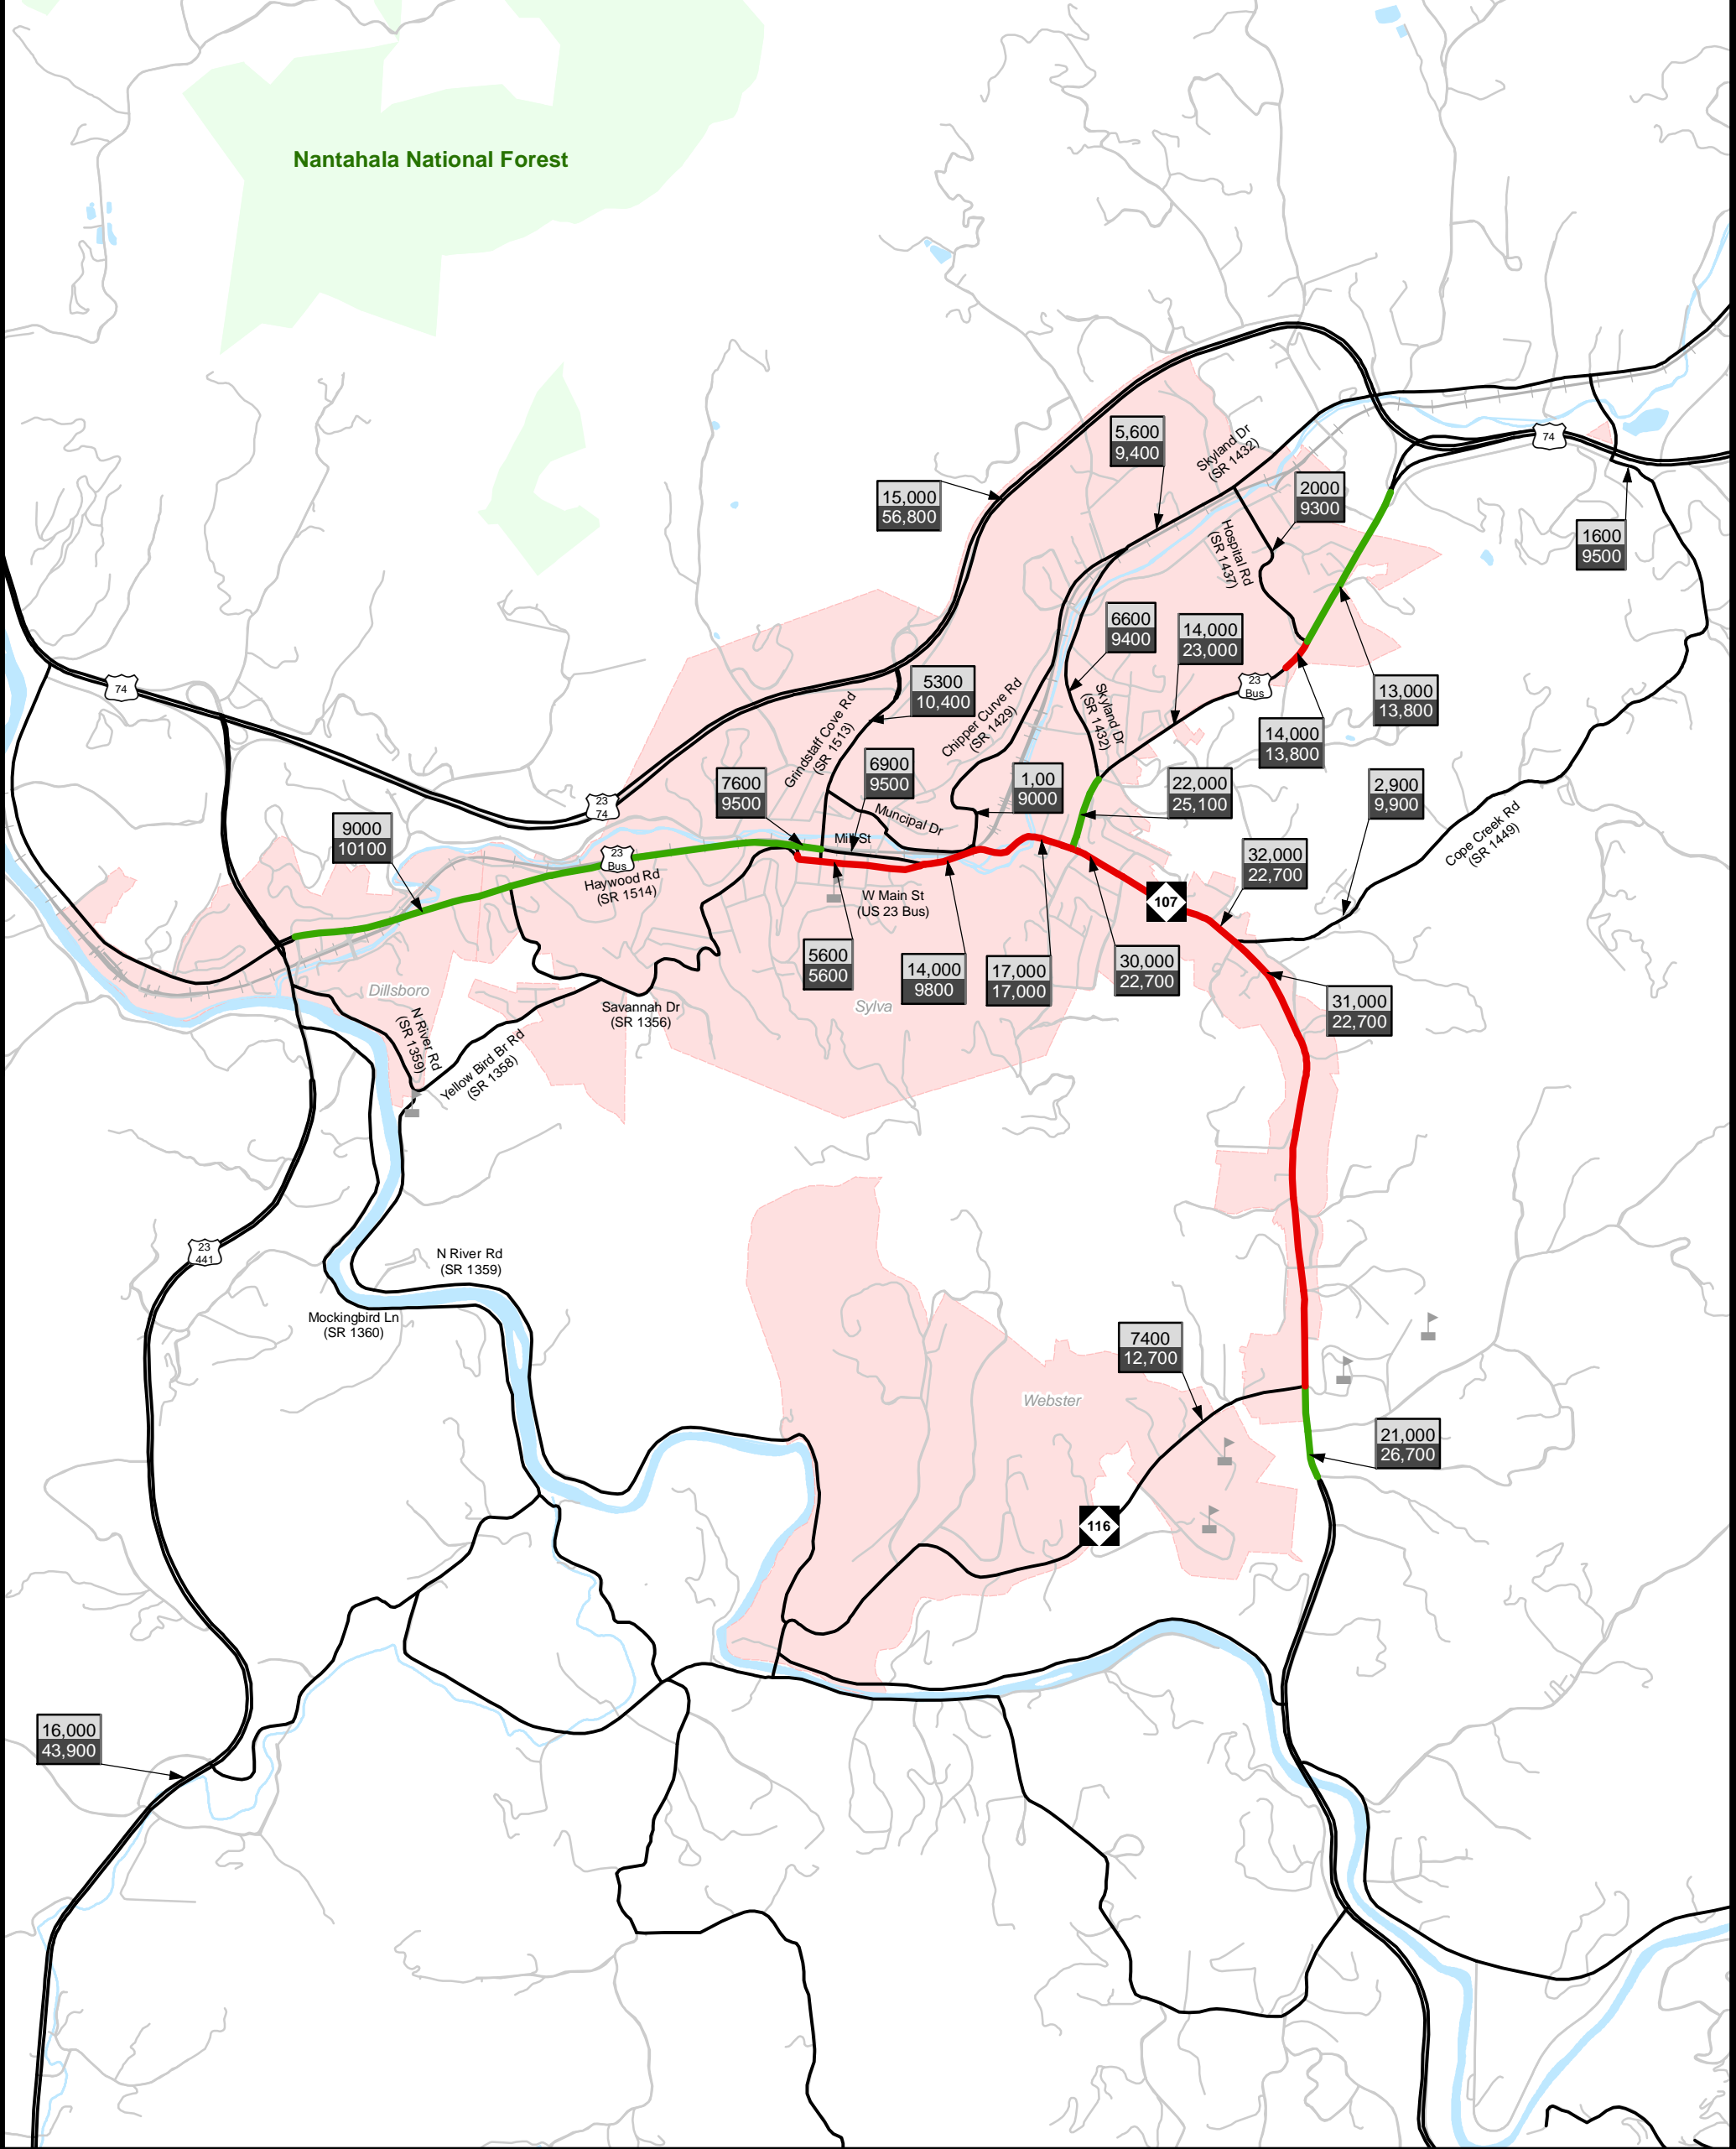 Nantahala National Forest
5,600
9,400
Skyland Dr
(SR 1432)
74
15,000
56,800
2000
9300
1600
9500
Hospital Rd
(SR 1437)
6600
9400
14,000
23,000
74
5300
10,400
Grindstaff Cove Rd
(SR 1513)
Chipper Curve Rd
(SR 1429)
Skyland Dr
(SR 1432)
23
Bus
13,000
13,800
14,000
13,800
23
74
7600
9500
6900
9500
1,00
9000
22,000
25,100
2,900
9,900
Muncipal Dr
Mill St
9000
10100
23
Bus
Haywood Rd
(SR 1514)
W Main St
(US 23 Bus)
32,000
22,700
Cope Creek Rd
(SR 1449)
107
5600
5600
14,000
9800
17,000
17,000
30,000
22,700
31,000
22,700
Dillsboro
Sylva
Savannah Dr
(SR 1356)
N River Rd
(SR 1359)
Yellow Bird Br Rd
(SR 1358)
23
441
N River Rd
(SR 1359)
Mockingbird Ln
(SR 1360)
7400
12,700
Webster
21,000
26,700
116
16,000
43,900